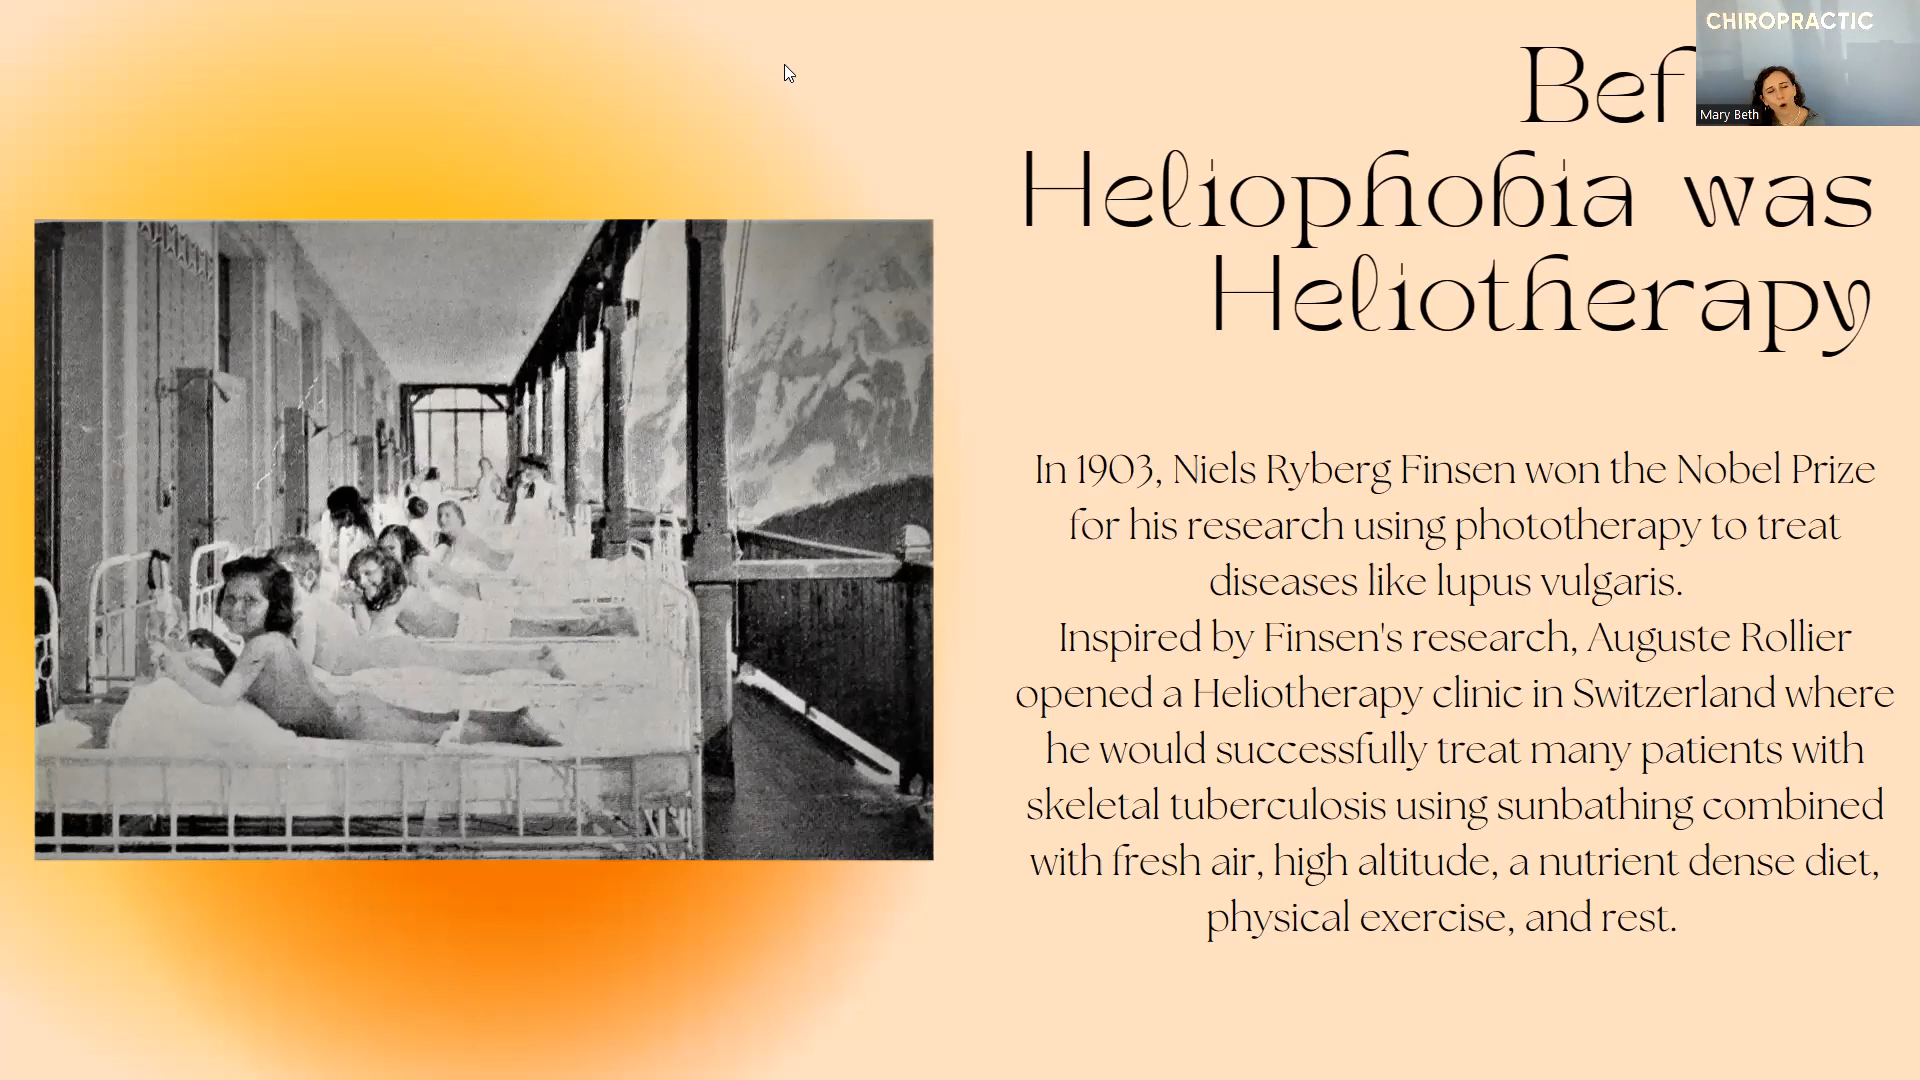 CHIROPRACTIC
Mary Beth
Bef
Heliophobia was
Heliotherapy
In 1903, Niels Ryberg Finsen won the Nobel Prize
for his research using phototherapy to treat
diseases like lupus vulgaris.
Inspired by Finsen's research, Auguste Rollier
opened a Heliotherapy clinic in Switzerland where
he would successfully treat many patients with
skeletal tuberculosis using sunbathing combined
with fresh air, high altitude, a nutrient dense diet,
physical exercise, and rest.